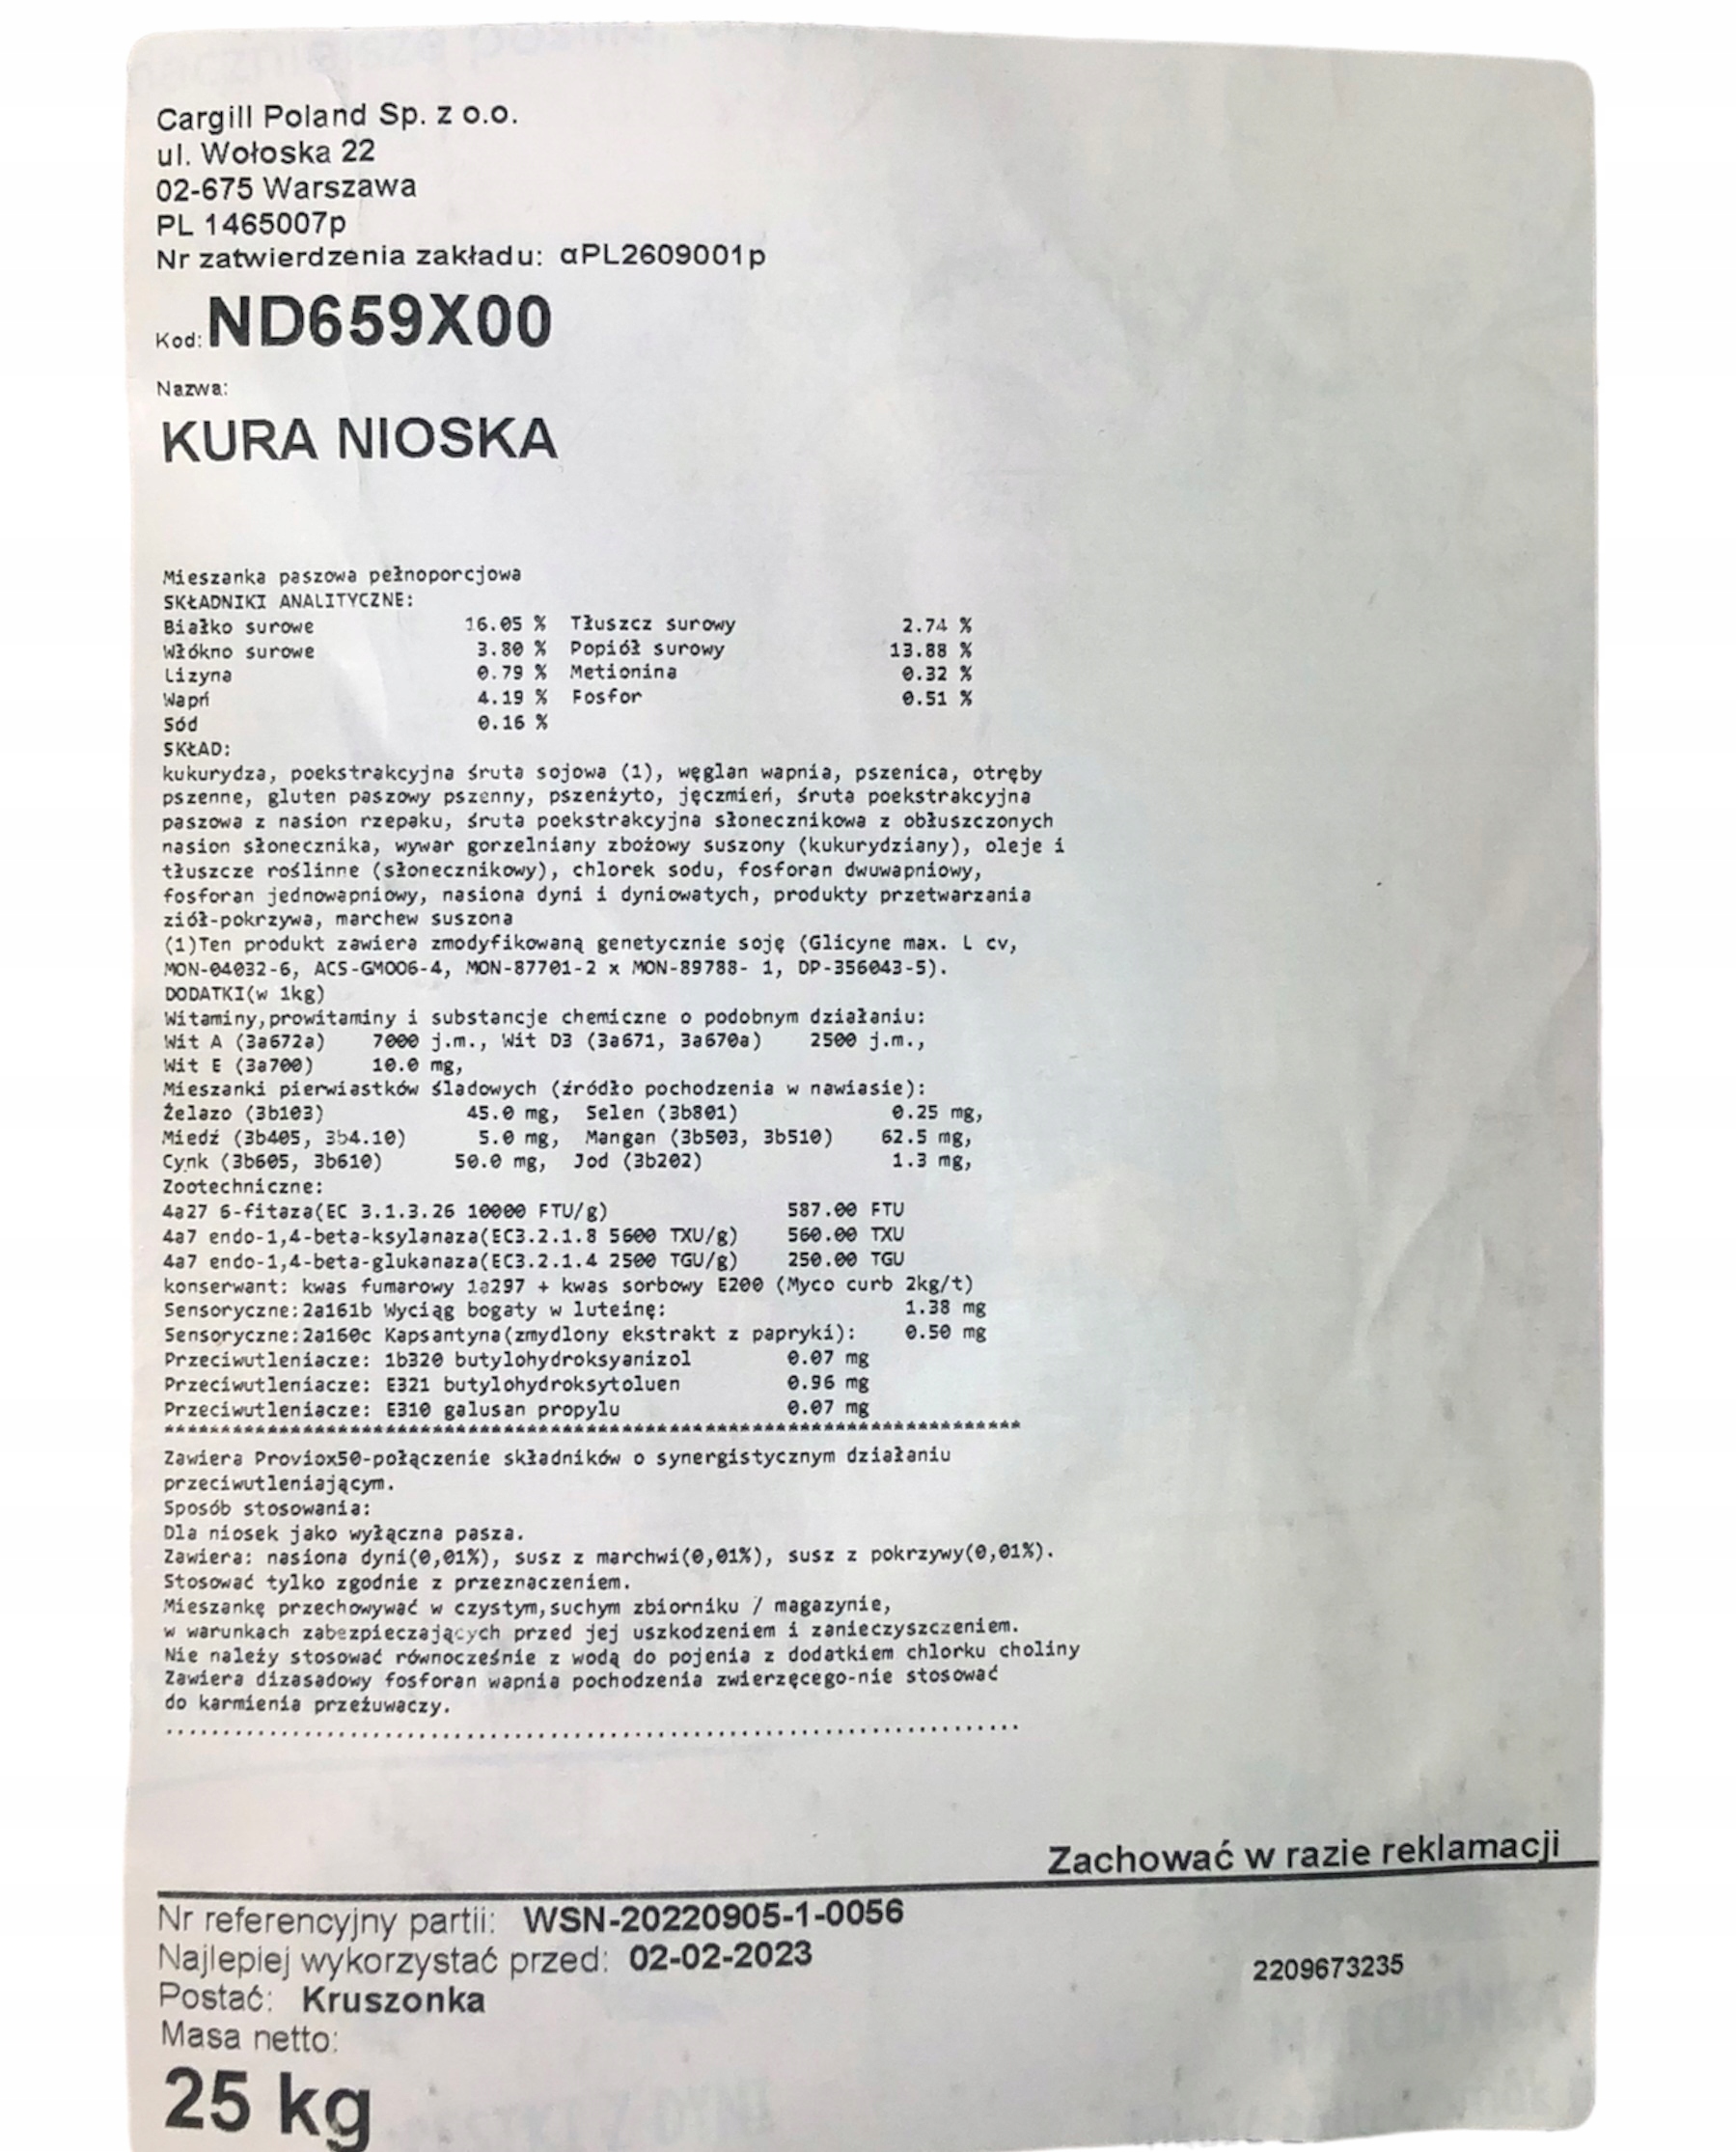 Cargill Poland Sp. z o.o.
ul. Wołoska 22
02-675 Warszawa
PL 1465007p
Nr zatwierdzenia zakładu: αPL2609001p
Kod: ND659X00
Nazwa:
KURA NIOSKA
Mieszanka paszowa pełnoporcjowa
SKŁADNIKI ANALITYCZNE:
Białko surowe 16.05 % Tłuszcz surowy 2.74 %
Włókno surowe 3.80 % Popiół surowy 13.88 %
Lizyna 0.79 % Metionina 0.32 %
Wapń 4.19 % Fosfor 0.51 %
Sód 0.16 %
SKŁAD:
kukurydza, poekstrakcyjna śruta sojowa (1), węglan wapnia, pszenica, otręby
pszenne, gluten paszowy pszenny, pszenżyto, jęczmień, śruta poekstrakcyjna
paszowa z nasion rzepaku, śruta poekstrakcyjna słonecznikowa z obłuszczonych
nasion słonecznika, wywar gorzelniany zbożowy suszony (kukurydziany), oleje i
tłuszcze roślinne (słonecznikowy), chlorek sodu, fosforan dwuwapniowy,
fosforan jednowapniowy, nasiona dyni i dyniowatych, produkty przetwarzania
ziół-pokrzywa, marchew suszona
(1)Ten produkt zawiera zmodyfikowaną genetycznie soję (Glicyne max. L cv,
MON-04032-6, ACS-GMOO6-4, MON-87701-2 x MON-89788- 1, DP-356043-5).
DODATKI(w 1kg)
Witaminy,prowitaminy i substancje chemiczne o podobnym działaniu:
Wit A (3a672a) 7000 j.m., Wit D3 (3a671, 3a670a) 2500 j.m.,
Wit E (3a700) 10.0 mg,
Mieszanki pierwiastków śladowych (źródło pochodzenia w nawiasie):
Żelazo (3b103) 45.0 mg, Selen (3b801) 0.25 mg,
Miedź (3b405, 3b4.10) 5.0 mg, Mangan (3b503, 3b510) 62.5 mg,
Cynk (3b605, 3b610) 50.0 mg, Jod (3b202) 1.3 mg,
Zootechniczne:
4a27 6-fitaza(EC 3.1.3.26 10000 FTU/g) 587.00 FTU
4a7 endo-1,4-beta-ksylanaza(EC3.2.1.8 5600 TXU/g) 560.00 TXU
4a7 endo-1,4-beta-glukanaza(EC3.2.1.4 2500 TGU/g) 250.00 TGU
konserwant: kwas fumarowy 1a297 + kwas sorbowy E200 (Myco curb 2kg/t)
Sensoryczne:2a161b Wyciąg bogaty w luteinę: 1.38 mg
Sensoryczne:2a160c Kapsantyna(zmydlony ekstrakt z papryki): 0.50 mg
Przeciwutleniacze: 1b320 butylohydroksyanizol 0.07 mg
Przeciwutleniacze: E321 butylohydroksytoluen 0.96 mg
Przeciwutleniacze: E310 galusan propylu 0.07 mg
**************************************************************************
Zawiera Proviox50-połączenie składników o synergistycznym działaniu
przeciwutleniającym.
Sposób stosowania:
Dla niosek jako wyłączna pasza.
Zawiera: nasiona dyni(0,01%), susz z marchwi(0,01%), susz z pokrzywy(0,01%).
Stosować tylko zgodnie z przeznaczeniem.
Mieszankę przechowywać w czystym,suchym zbiorniku / magazynie,
w warunkach zabezpieczających przed jej uszkodzeniem i zanieczyszczeniem.
Nie należy stosować równocześnie z wodą do pojenia z dodatkiem chlorku choliny
Zawiera dizasadowy fosforan wapnia pochodzenia zwierzęcego-nie stosować
do karmienia przeżuwaczy.
..........................................................................
Zachować w razie reklamacji
Nr referencyjny partii: WSN-20220905-1-0056
Najlepiej wykorzystać przed: 02-02-2023
2209673235
Postać: Kruszonka
Masa netto:
25 kg